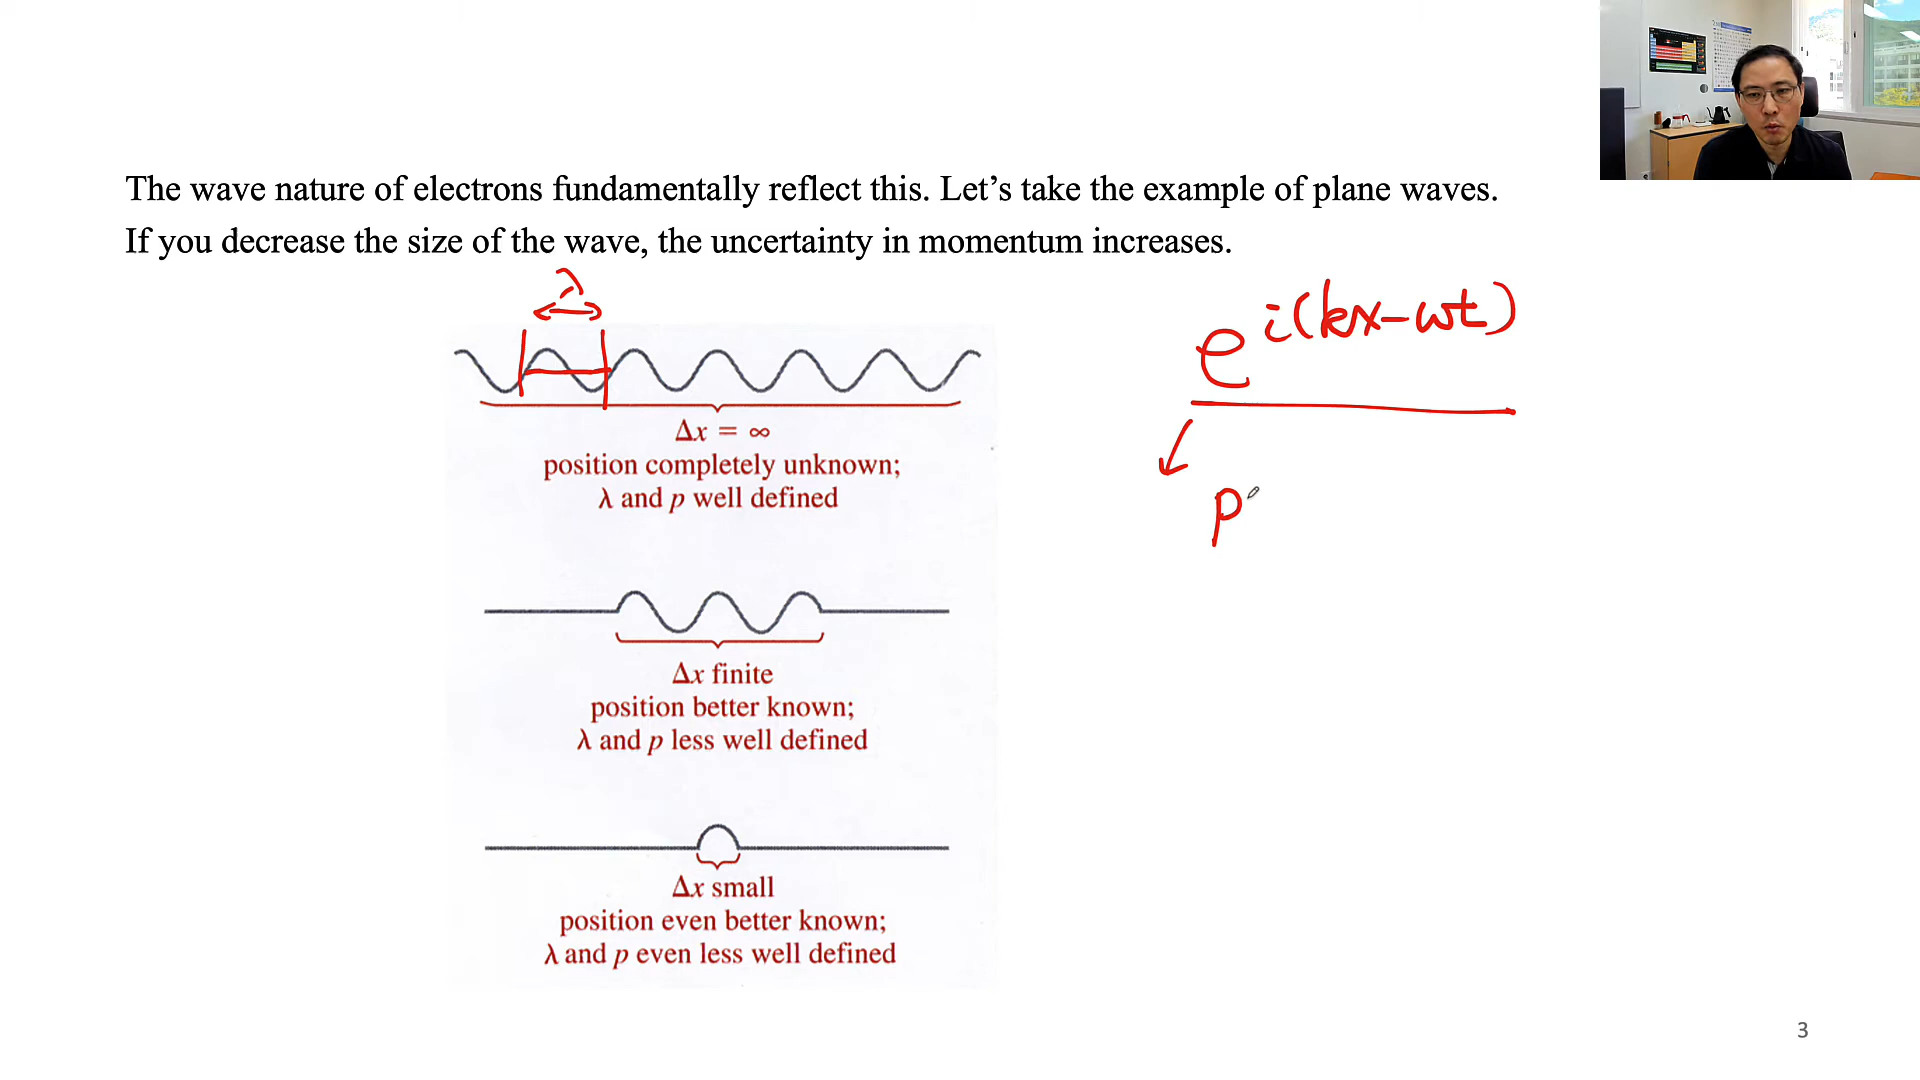 The wave nature of electrons fundamentally reflect this. Let’s take the example of plane waves.
If you decrease the size of the wave, the uncertainty in momentum increases.
λ
e^{i(kx-ωt)}
Δx = ∞
position completely unknown;
λ and p well defined
p
Δx finite
position better known;
λ and p less well defined
Δx small
position even better known;
λ and p even less well defined
3